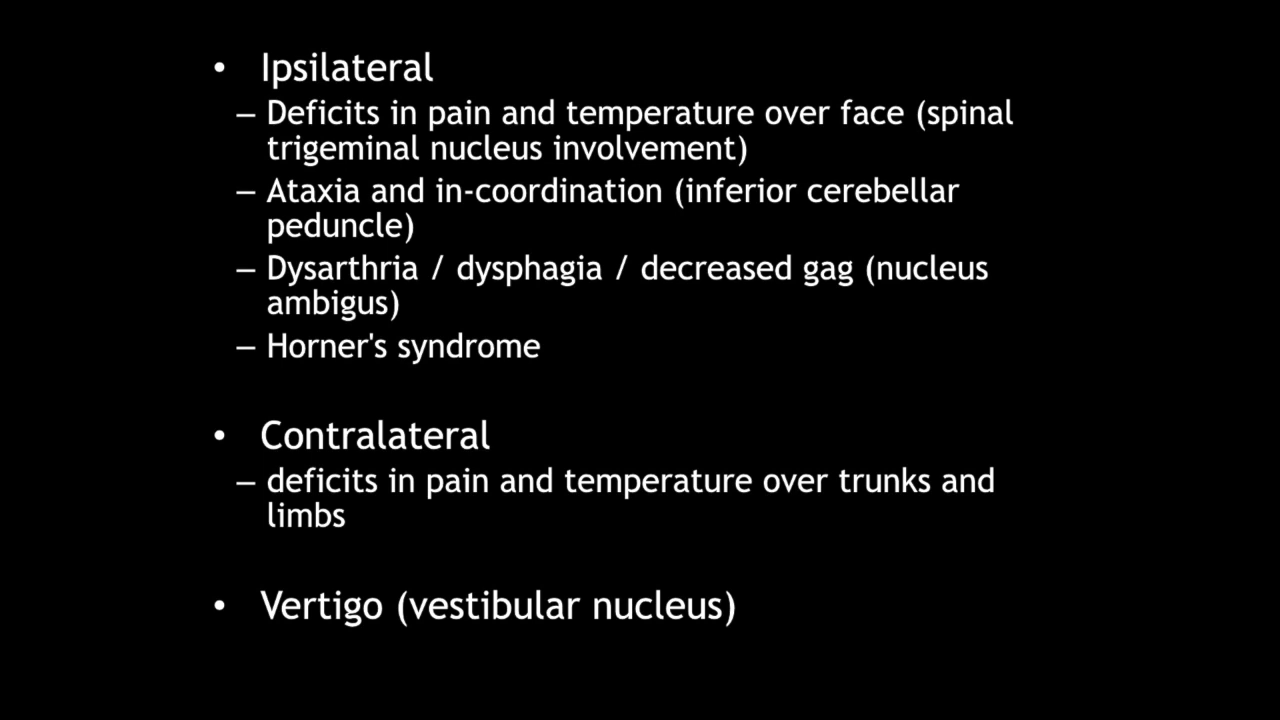 • Ipsilateral
– Deficits in pain and temperature over face (spinal
trigeminal nucleus involvement)
– Ataxia and in-coordination (inferior cerebellar
peduncle)
– Dysarthria / dysphagia / decreased gag (nucleus
ambigus)
– Horner's syndrome
• Contralateral
– deficits in pain and temperature over trunks and
limbs
• Vertigo (vestibular nucleus)